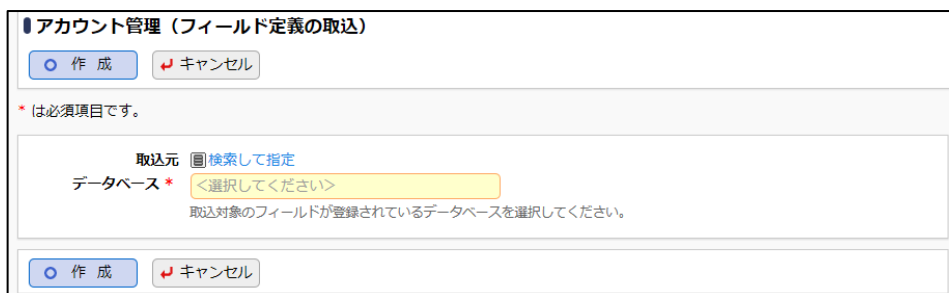 アカウント管理（フィールド定義の取込）
作 成 キャンセル
* は必須項目です。
取込元 検索して指定
データベース * <選択してください>
取込対象のフィールドが登録されているデータベースを選択してください。
作 成 キャンセル